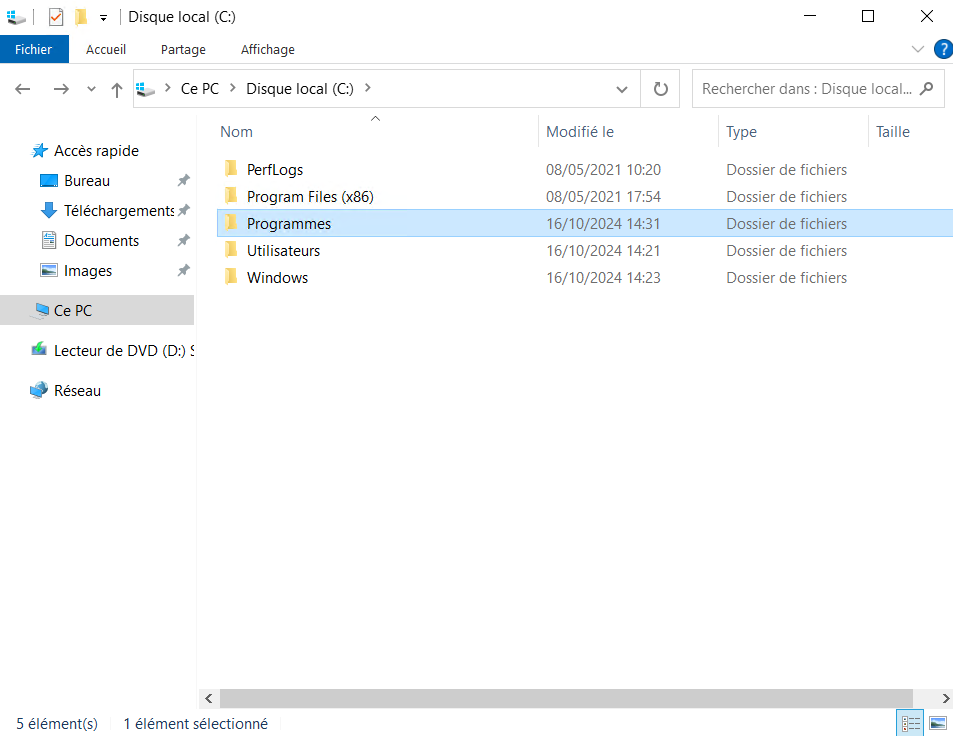 Disque local (C:)
Fichier Accueil Partage Affichage ?
Ce PC Disque local (C:) Rechercher dans : Disque local...
Nom Modifié le Type Taille
Accès rapide
Bureau
Téléchargements
Documents
Images
Ce PC
Lecteur de DVD (D:) S
Réseau
PerfLogs 08/05/2021 10:20 Dossier de fichiers
Program Files (x86) 08/05/2021 17:54 Dossier de fichiers
Programmes 16/10/2024 14:31 Dossier de fichiers
Utilisateurs 16/10/2024 14:21 Dossier de fichiers
Windows 16/10/2024 14:23 Dossier de fichiers
5 élément(s) 1 élément sélectionné